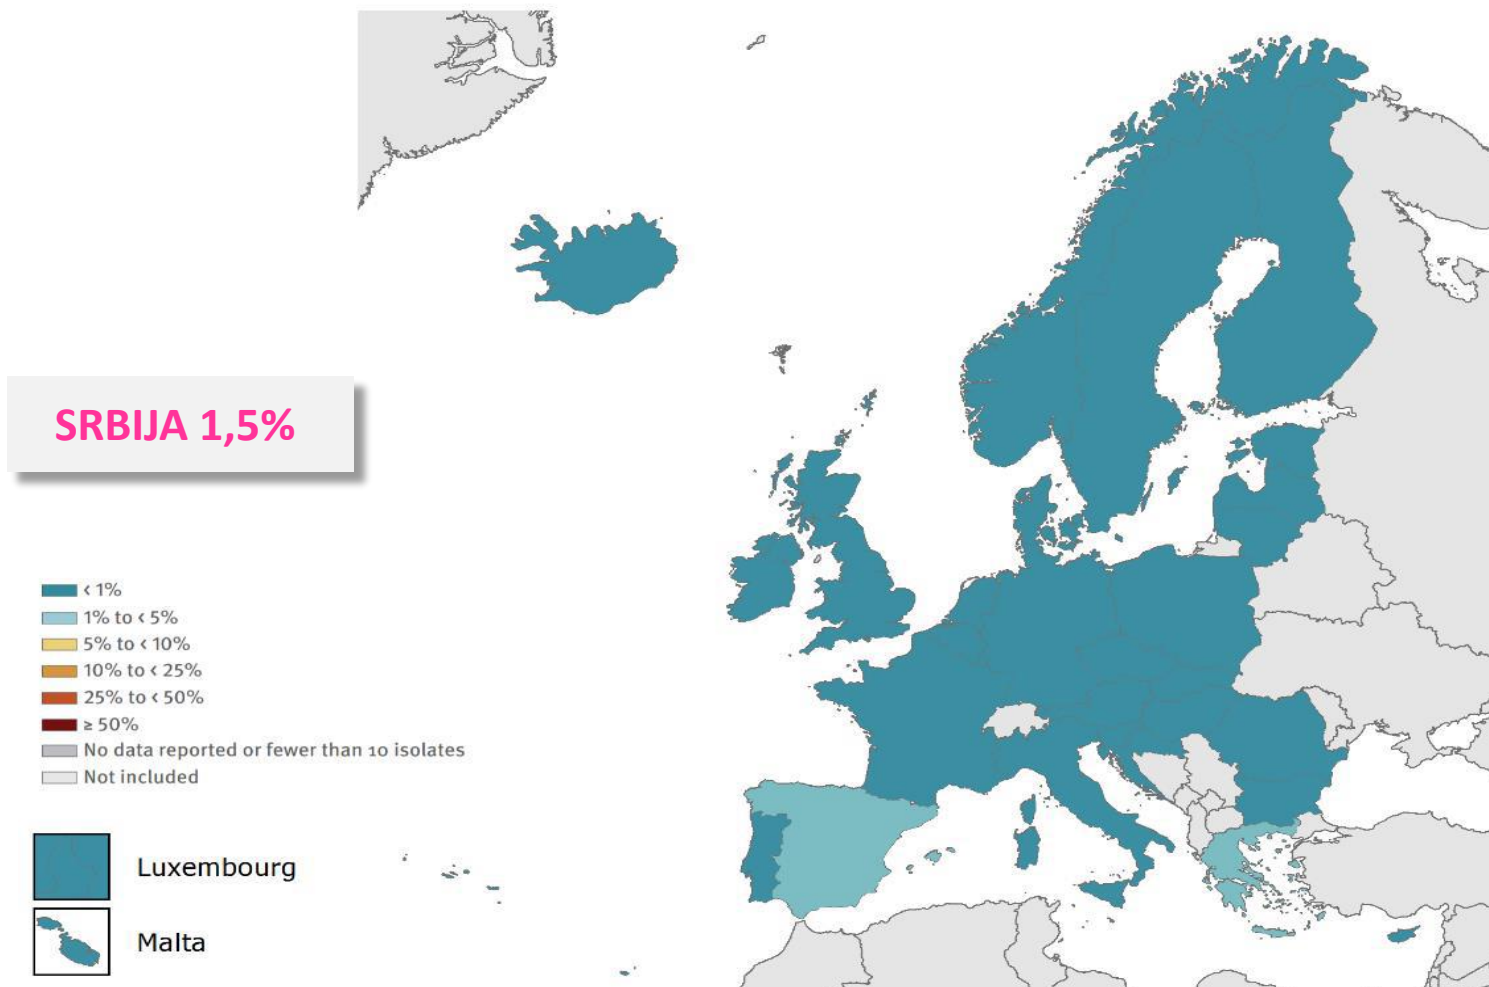 SRBIJA 1,5%
< 1%
1% to < 5%
5% to < 10%
10% to < 25%
25% to < 50%
≥ 50%
No data reported or fewer than 10 isolates
Not included
Luxembourg
Malta